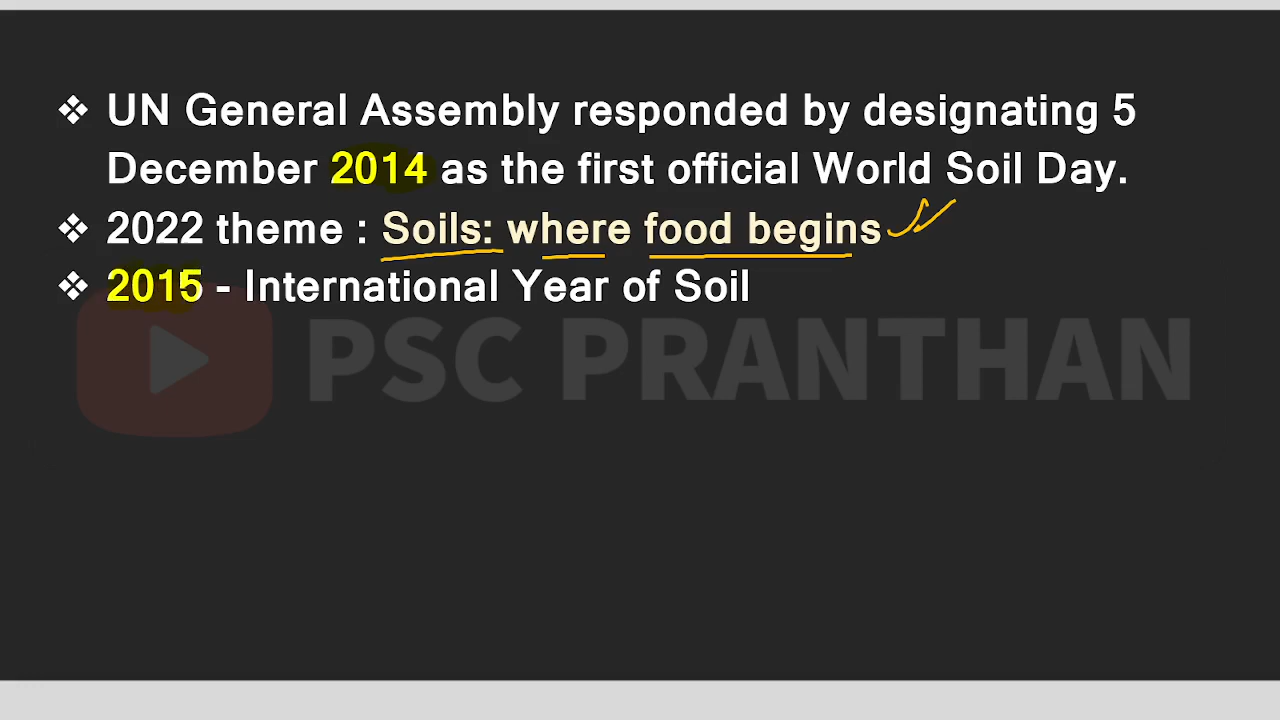 ❖ UN General Assembly responded by designating 5
December 2014 as the first official World Soil Day.
❖ 2022 theme : Soils: where food begins
❖ 2015 - International Year of Soil
PSC PRANTHAN